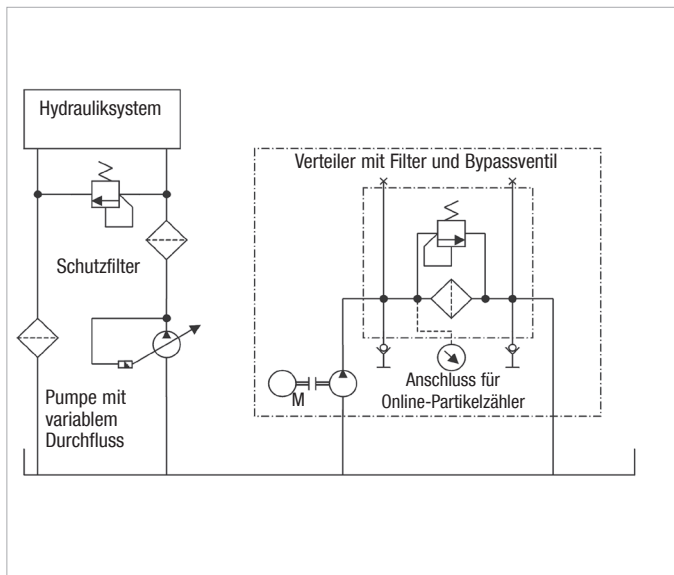 Hydrauliksystem
Verteiler mit Filter und Bypassventil
Schutzfilter
Pumpe mit
variablem
Durchfluss
M
Anschluss für
Online-Partikelzähler